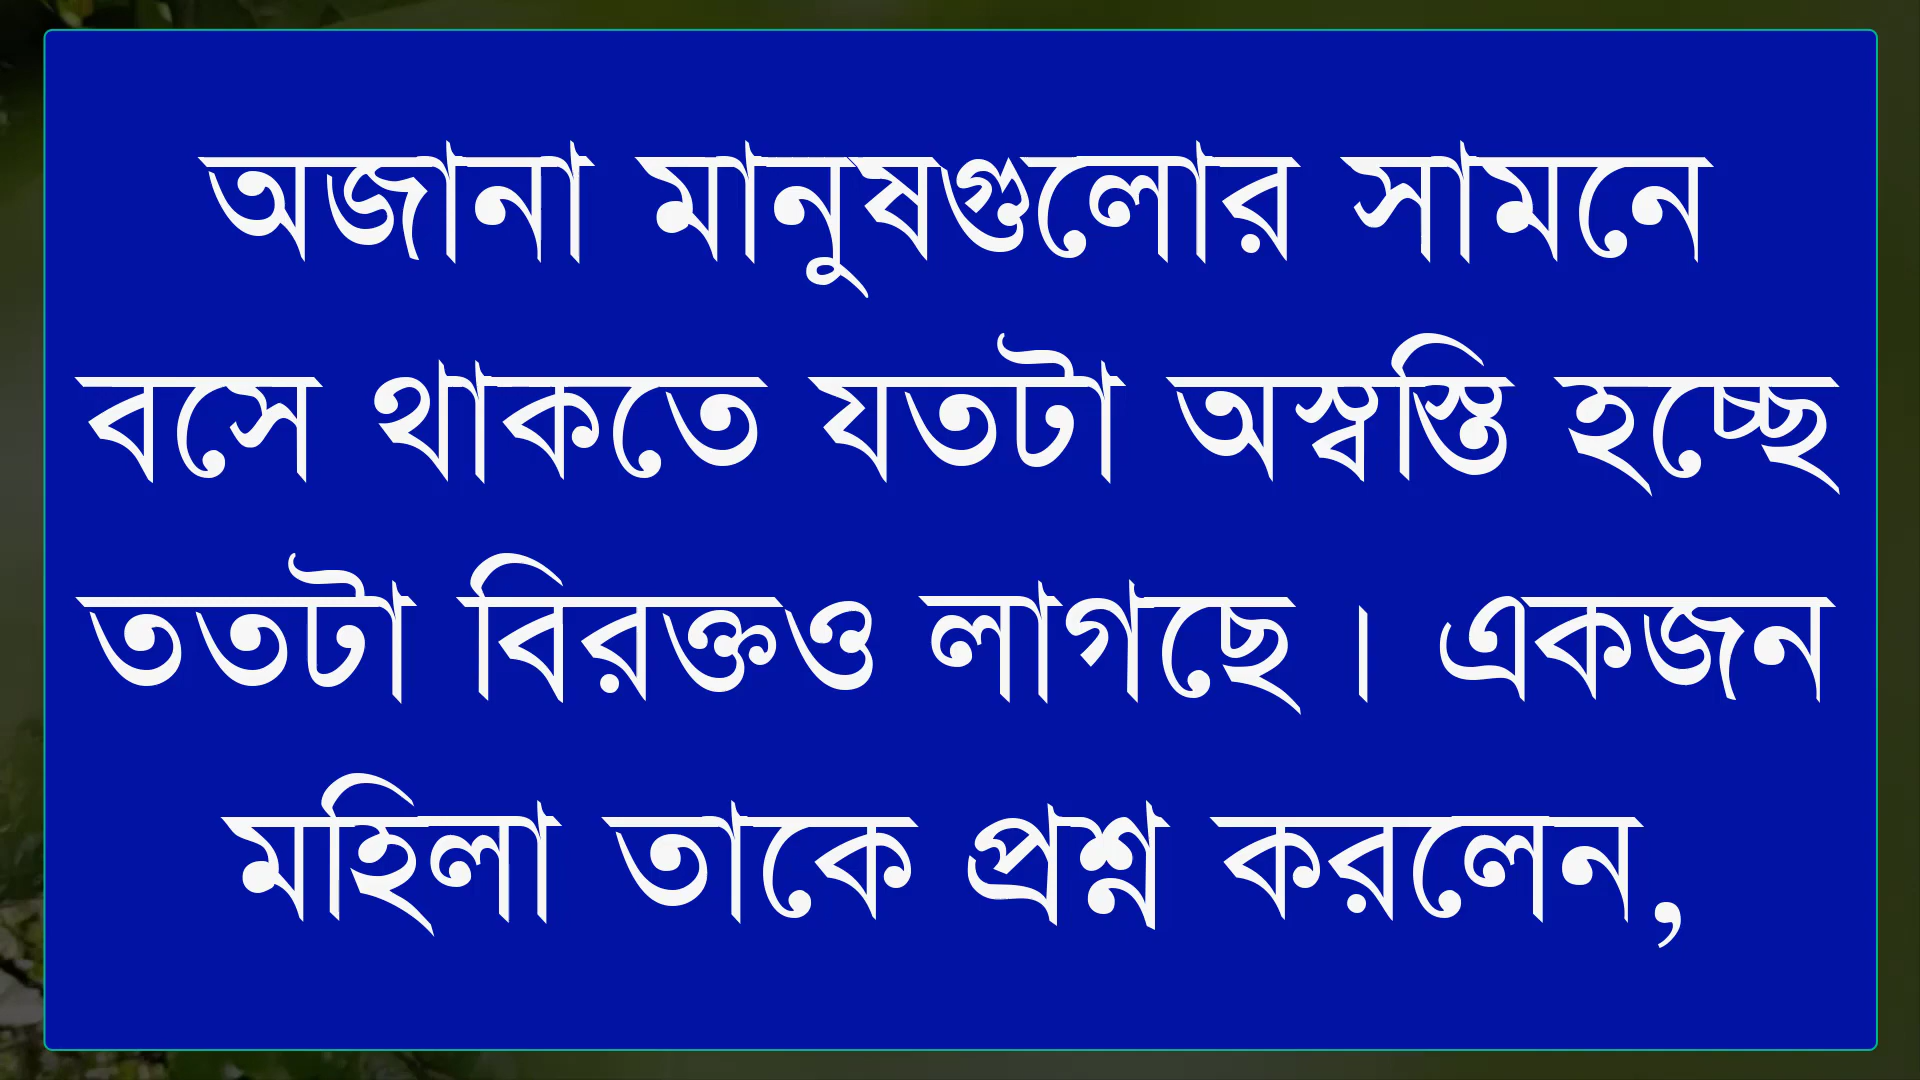 অজানা মানুষগুলোর সামনে
বসে থাকতে যতটা অস্বস্তি হচ্ছে
ততটা বিরক্তও লাগছে। একজন
মহিলা তাকে প্রশ্ন করলেন,